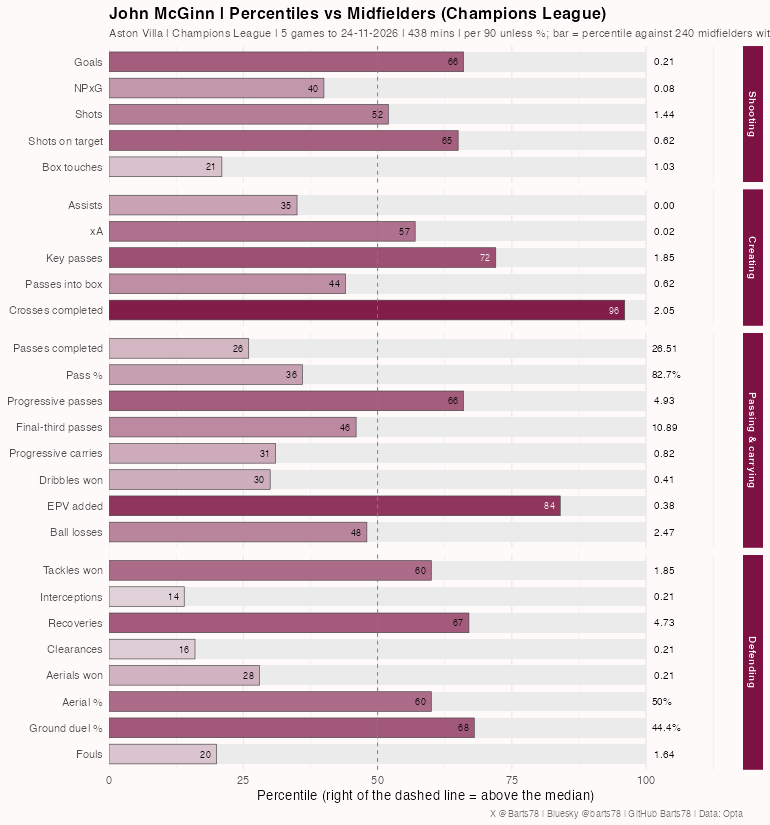 John McGinn | Percentiles vs Midfielders (Champions League)
Aston Villa | Champions League | 5 games to 24-11-2026 | 438 mins | per 90 unless %; bar = percentile against 240 midfielders
Shooting
Goals 66 0.21
NPxG 40 0.08
Shots 52 1.44
Shots on target 65 0.62
Box touches 21 1.03
Creating
Assists 35 0.00
xA 57 0.02
Key passes 72 1.85
Passes into box 44 0.62
Crosses completed 96 2.05
Passing & carrying
Passes completed 26 26.51
Pass % 36 82.7%
Progressive passes 66 4.93
Final-third passes 46 10.89
Progressive carries 31 0.82
Dribbles won 30 0.41
EPV added 84 0.38
Ball losses 48 2.47
Defending
Tackles won 60 1.85
Interceptions 14 0.21
Recoveries 67 4.73
Clearances 16 0.21
Aerials won 28 0.21
Aerial % 60 50%
Ground duel % 68 44.4%
Fouls 20 1.64
0 25 50 75 100
Percentile (right of the dashed line = above the median)
X @Barts78 | Bluesky @barts78 | GitHub Barts78 | Data: Opta